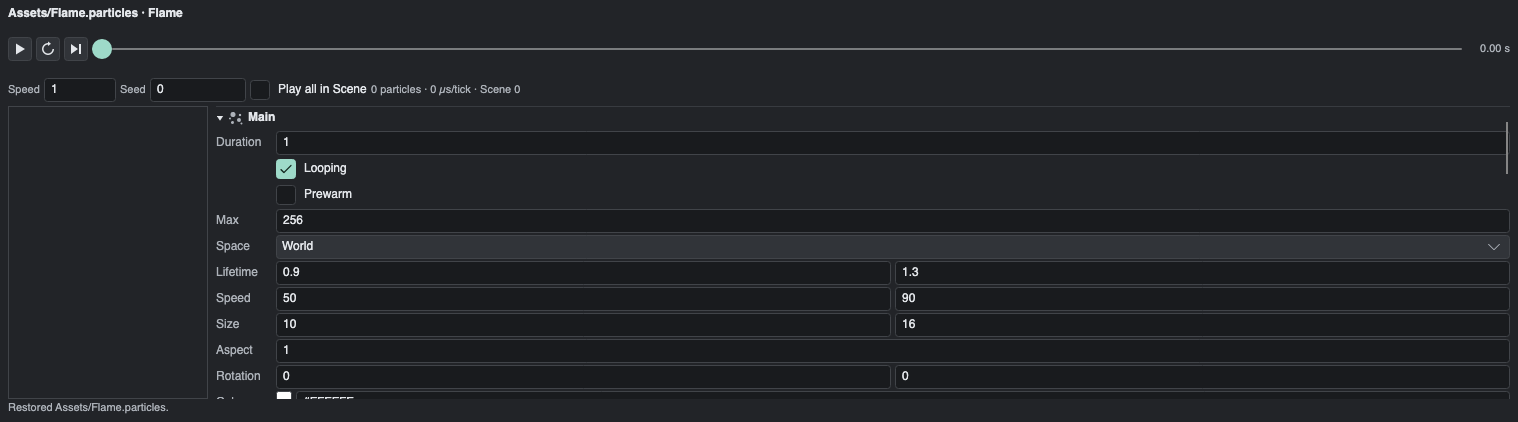 Assets/Flame.particles · Flame
0.00 s
Speed 1 Seed 0 Play all in Scene 0 particles · 0 µs/tick · Scene 0
Main
Duration 1
Looping
Prewarm
Max 256
Space World
Lifetime 0.9 1.3
Speed 50 90
Size 10 16
Aspect 1
Rotation 0 0
Restored Assets/Flame.particles.